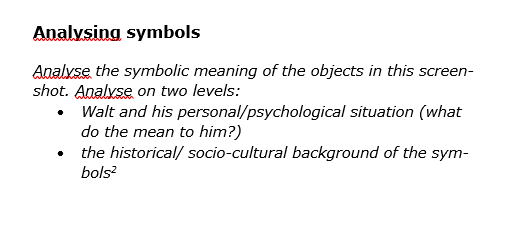 Analysing symbols
Analyse the symbolic meaning of the objects in this screen-
shot. Analyse on two levels:
• Walt and his personal/psychological situation (what
do the mean to him?)
• the historical/ socio-cultural background of the sym-
bols²